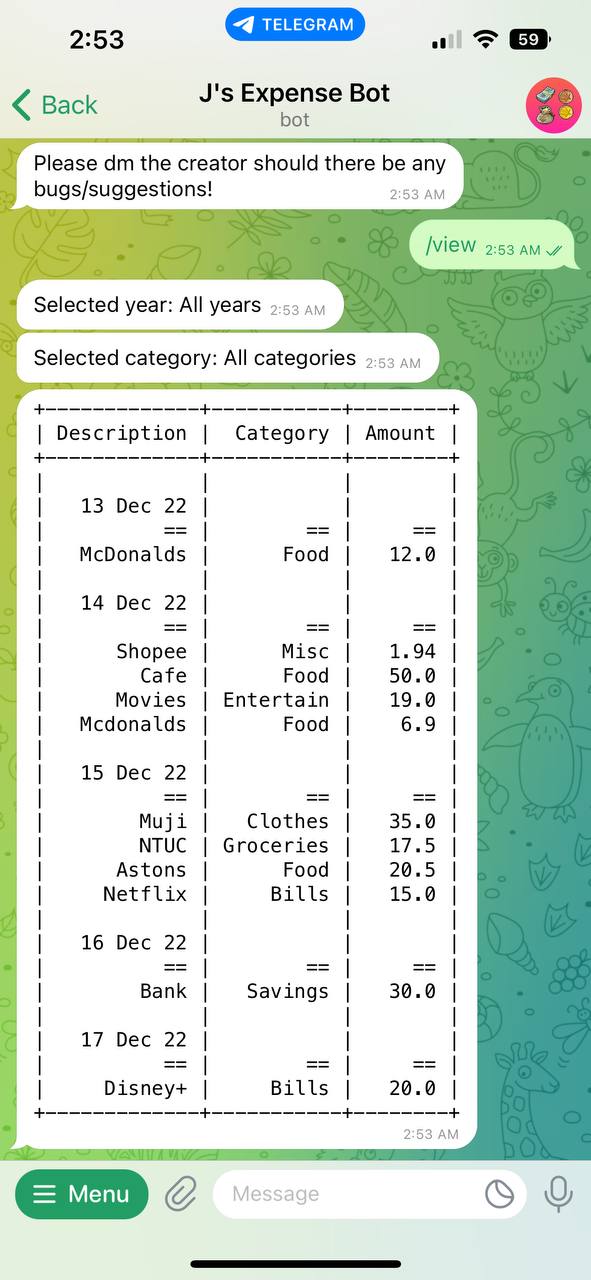 2:53
TELEGRAM
59
Back
J's Expense Bot
bot
Please dm the creator should there be any
bugs/suggestions!
2:53 AM
/view 2:53 AM
Selected year: All years 2:53 AM
Selected category: All categories 2:53 AM
+-------------+----------+--------+
| Description | Category | Amount |
+-------------+----------+--------+
| | | |
| 13 Dec 22 | | |
| == | == | == |
| McDonalds | Food | 12.0 |
| | | |
| 14 Dec 22 | | |
| == | == | == |
| Shopee | Misc | 1.94 |
| Cafe | Food | 50.0 |
| Movies | Entertain | 19.0 |
| Mcdonalds | Food | 6.9 |
| | | |
| 15 Dec 22 | | |
| == | == | == |
| Muji | Clothes | 35.0 |
| NTUC | Groceries | 17.5 |
| Astons | Food | 20.5 |
| Netflix | Bills | 15.0 |
| | | |
| 16 Dec 22 | | |
| == | == | == |
| Bank | Savings | 30.0 |
| | | |
| 17 Dec 22 | | |
| == | == | == |
| Disney+ | Bills | 20.0 |
+-------------+----------+--------+
2:53 AM
Menu
Message